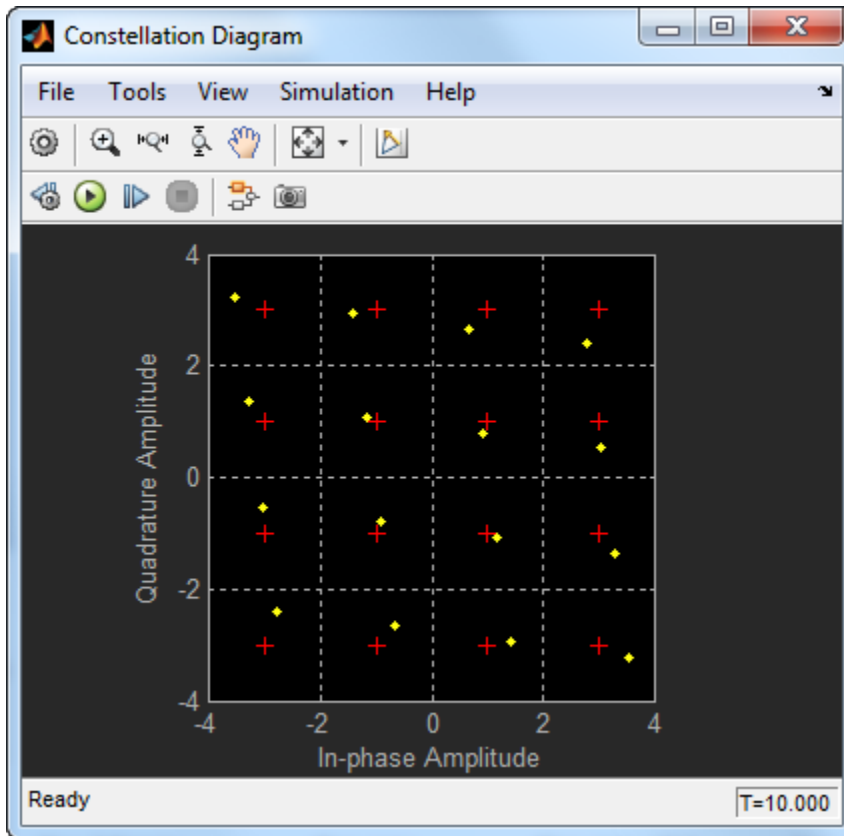 Constellation Diagram
File Tools View Simulation Help
4
2
0
-2
-4
Quadrature Amplitude
-4 -2 0 2 4
In-phase Amplitude
Ready
T=10.000